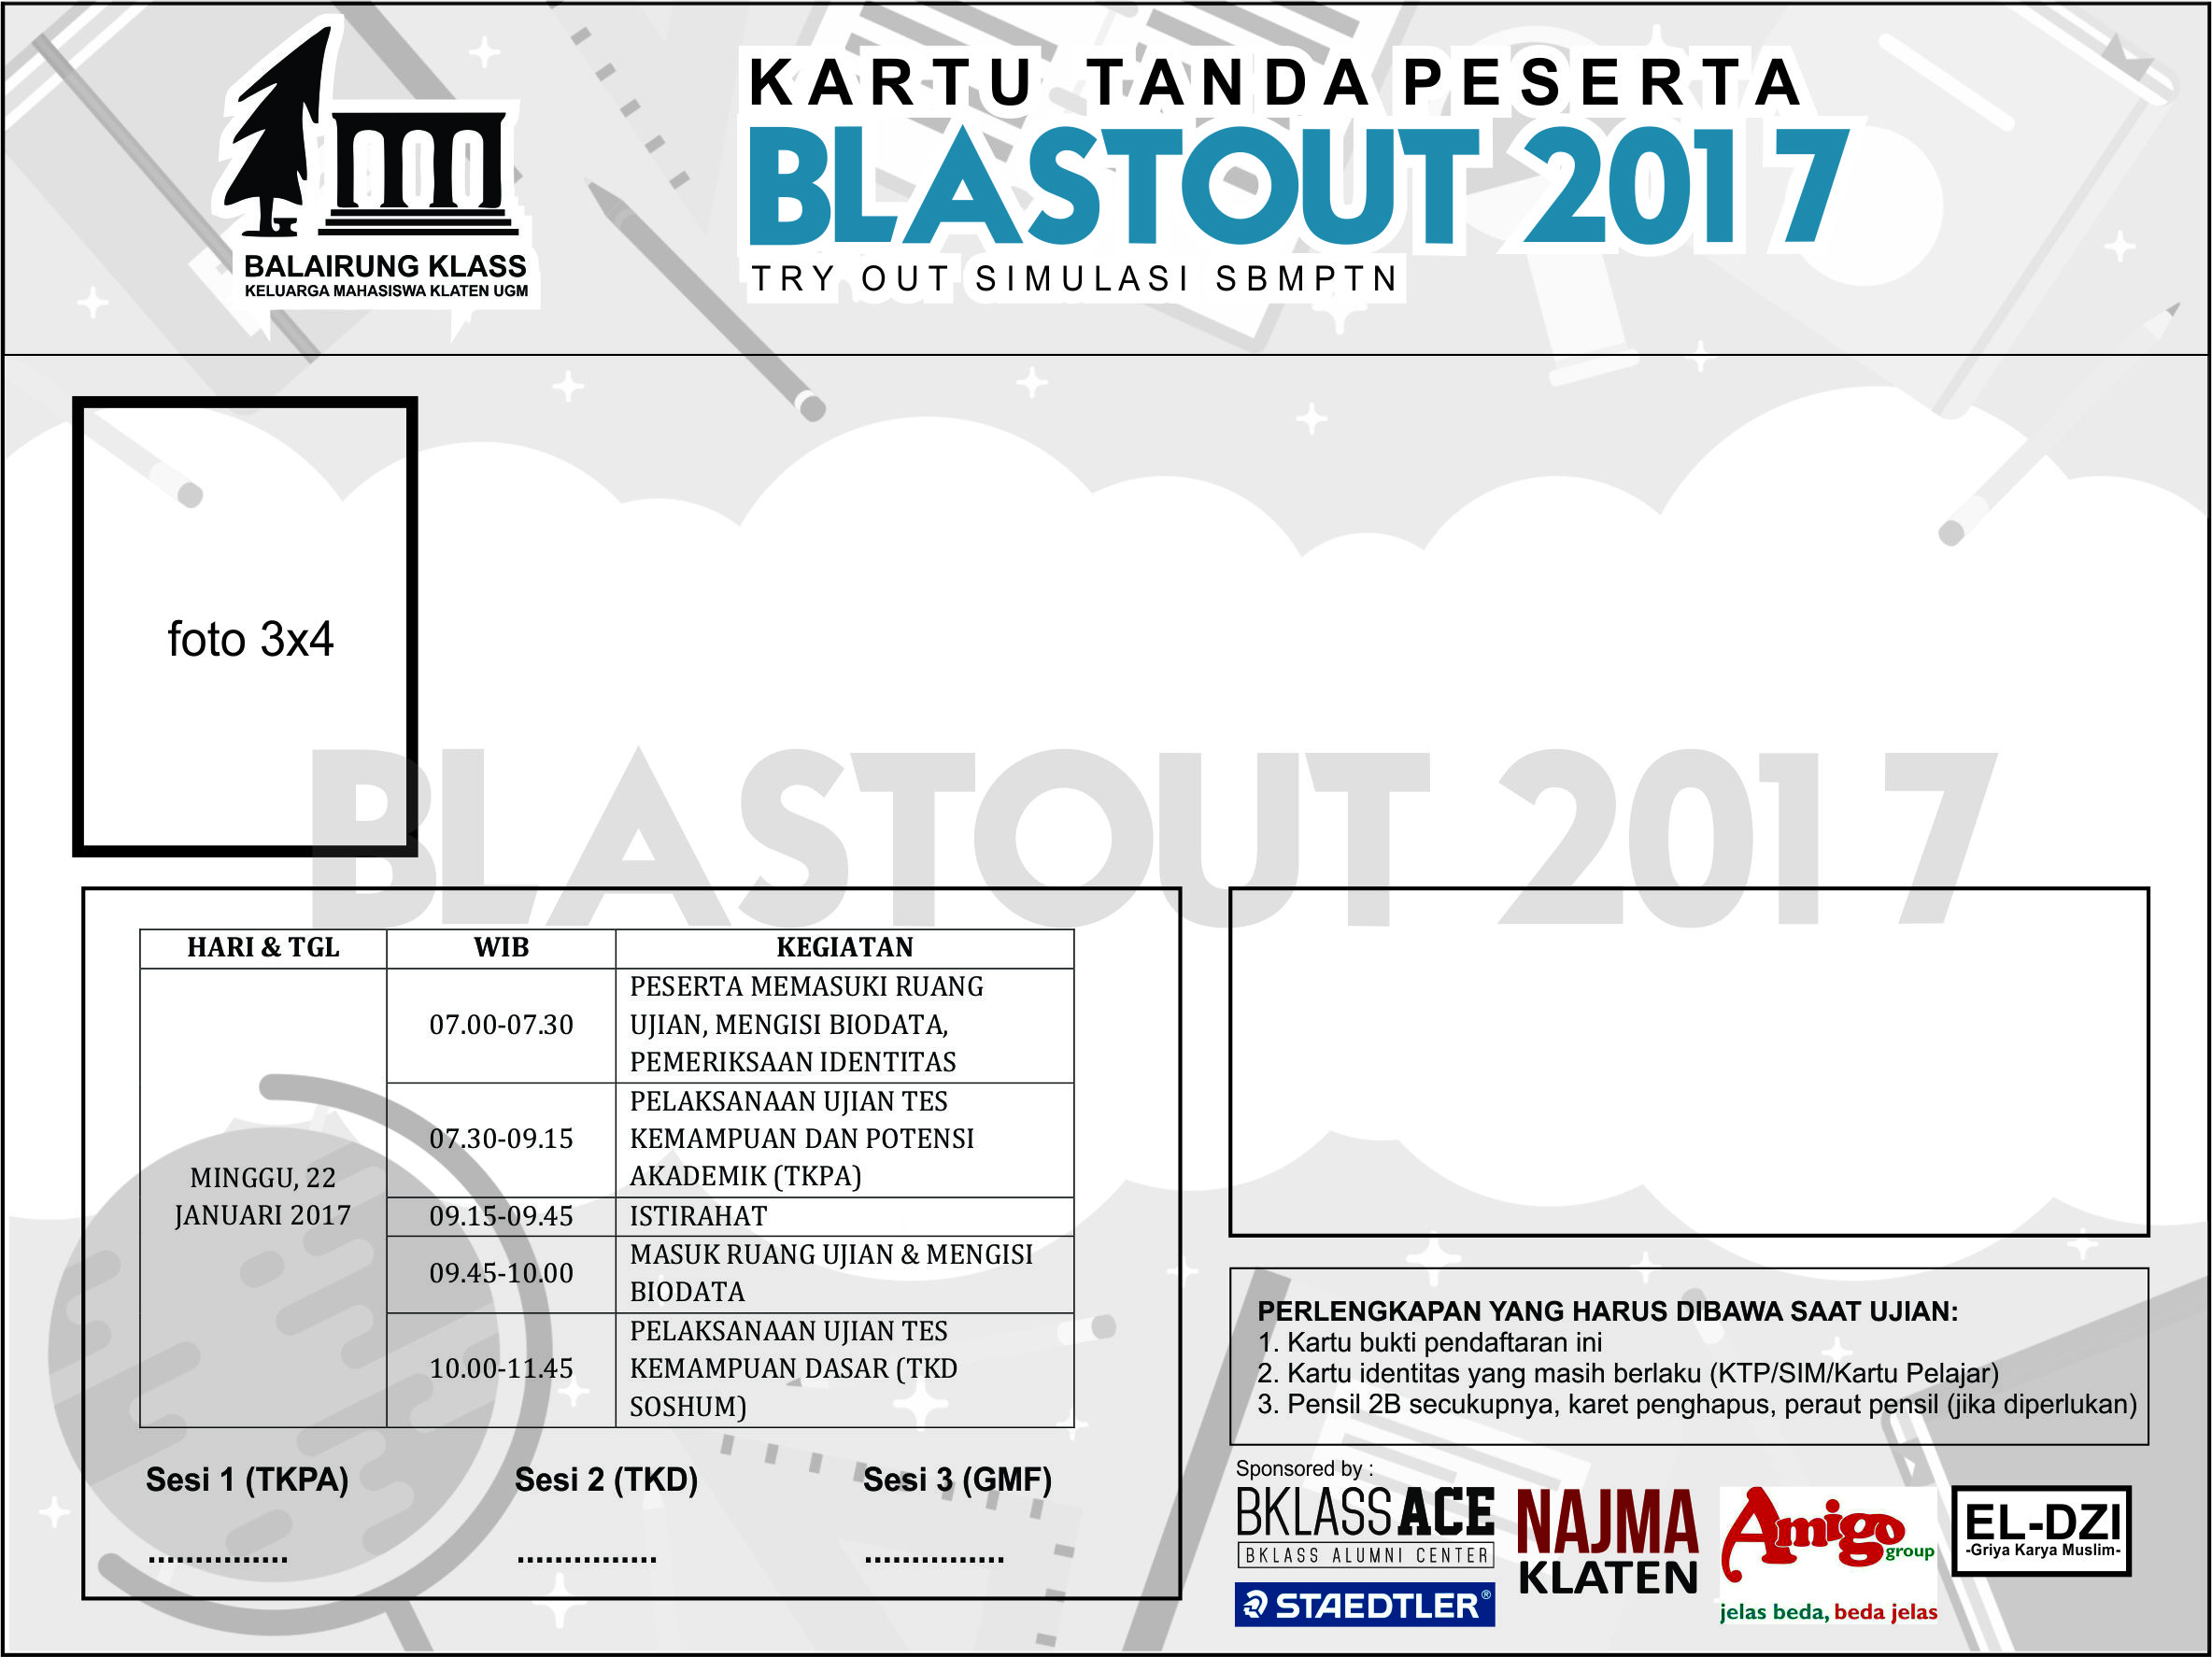 KARTU TANDA PESERTA
BLASTOUT 2017
TRY OUT SIMULASI SBMPTN
BALAIRUNG KLASS
KELUARGA MAHASISWA KLATEN UGM
foto 3x4
BLASTOUT 2017
HARI & TGL WIB KEGIATAN
07.00-07.30 PESERTA MEMASUKI RUANG
UJIAN, MENGISI BIODATA,
PEMERIKSAAN IDENTITAS
07.30-09.15 PELAKSANAAN UJIAN TES
KEMAMPUAN DAN POTENSI
AKADEMIK (TKPA)
MINGGU, 22
JANUARI 2017
09.15-09.45 ISTIRAHAT
09.45-10.00 MASUK RUANG UJIAN & MENGISI
BIODATA
10.00-11.45 PELAKSANAAN UJIAN TES
KEMAMPUAN DASAR (TKD
SOSHUM)
Sesi 1 (TKPA) Sesi 2 (TKD) Sesi 3 (GMF)
............... ............... ...............
PERLENGKAPAN YANG HARUS DIBAWA SAAT UJIAN:
1. Kartu bukti pendaftaran ini
2. Kartu identitas yang masih berlaku (KTP/SIM/Kartu Pelajar)
3. Pensil 2B secukupnya, karet penghapus, peraut pensil (jika diperlukan)
Sponsored by :
BKLASS ACE
BKLASS ALUMNI CENTER
STAEDTLER®
NAJMA
KLATEN
Amigo
group
jelas beda, beda jelas
EL-DZI
-Griya Karya Muslim-